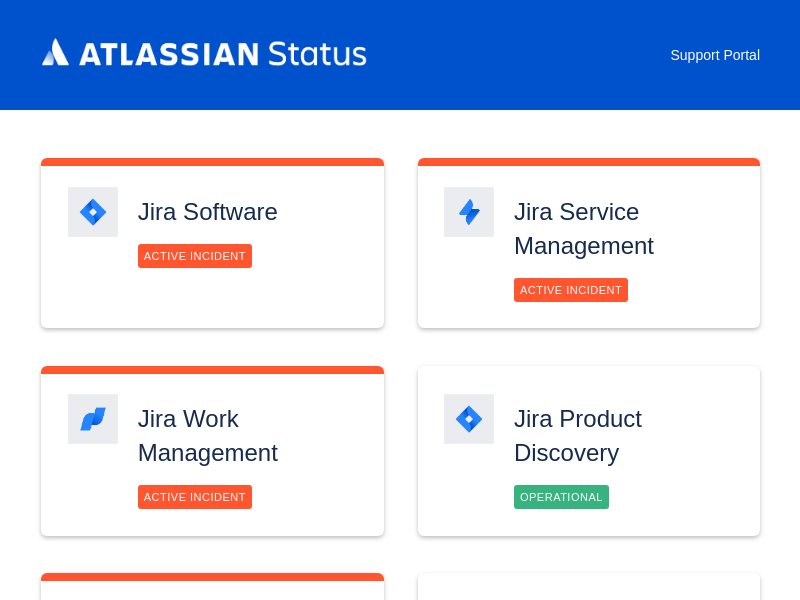 ATLASSIAN Status
Support Portal
Jira Software
ACTIVE INCIDENT
Jira Service
Management
ACTIVE INCIDENT
Jira Work
Management
ACTIVE INCIDENT
Jira Product
Discovery
OPERATIONAL